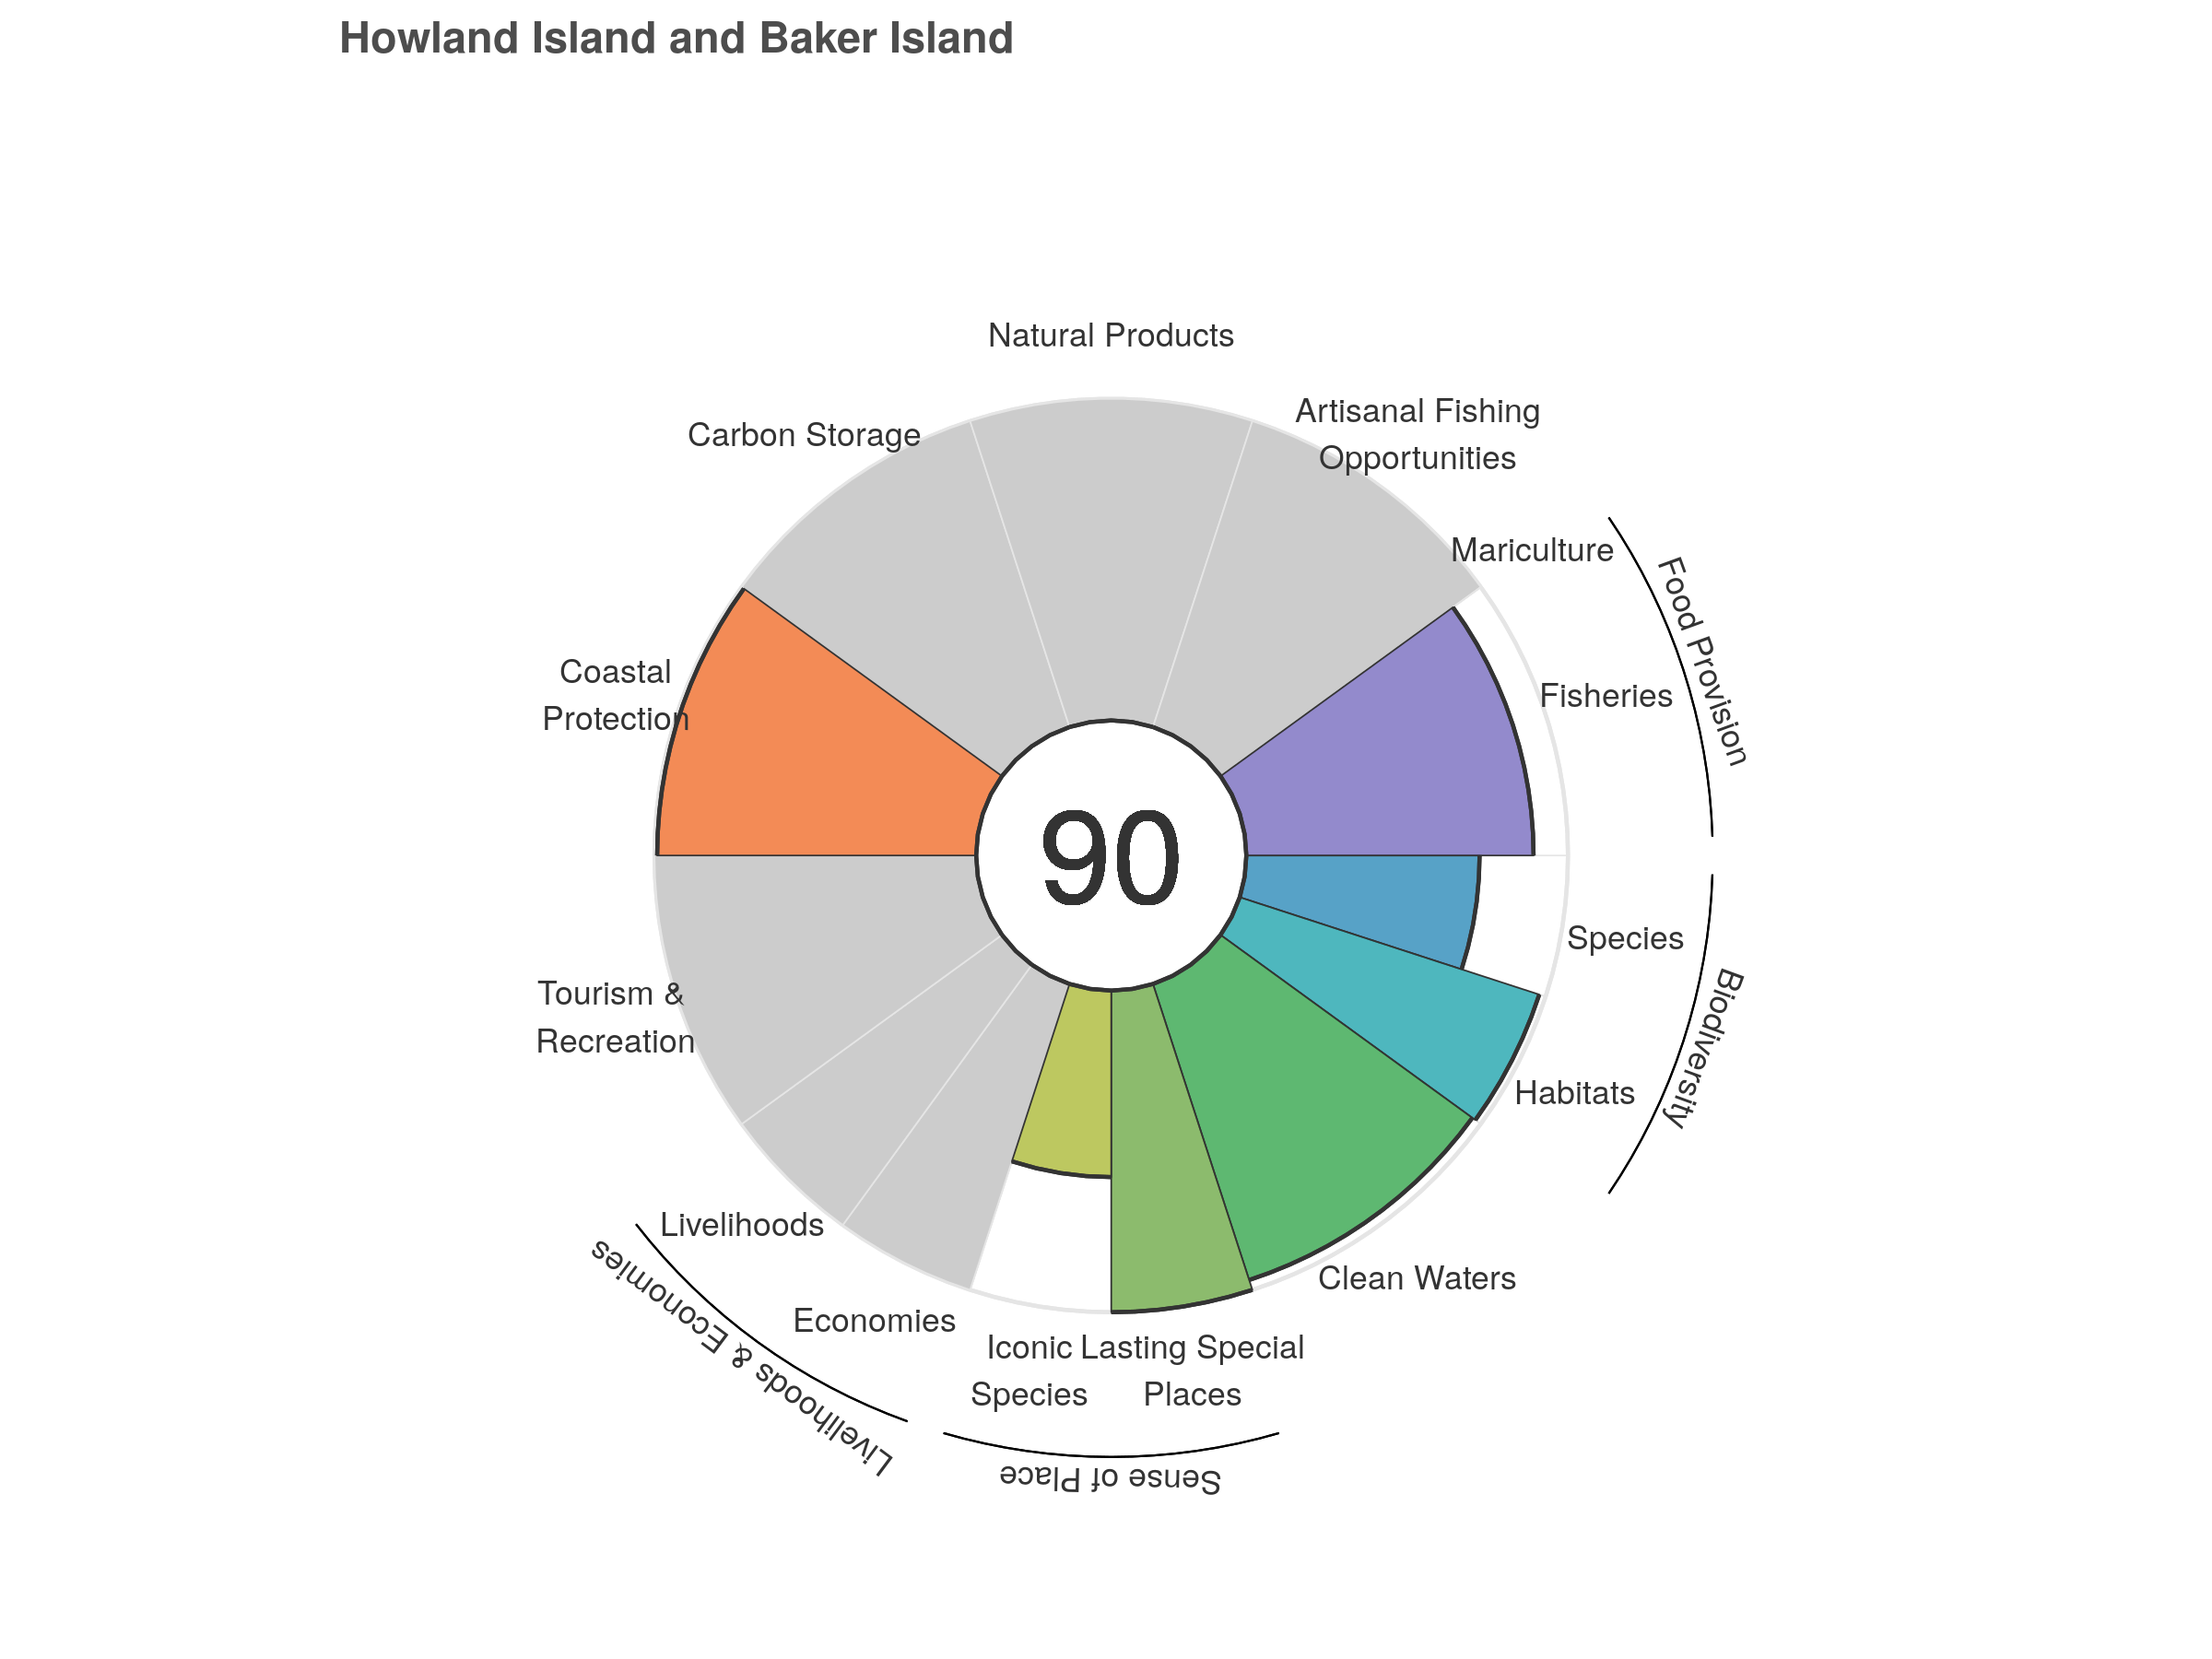 Howland Island and Baker Island
Natural Products
Artisanal Fishing
Opportunities
Carbon Storage
Mariculture
Food Provision
Fisheries
Coastal
Protection
90
Species
Biodiversity
Habitats
Tourism &
Recreation
Clean Waters
Livelihoods
Economies
Livelihoods & Economies
Iconic
Species
Lasting Special
Places
Sense of Place